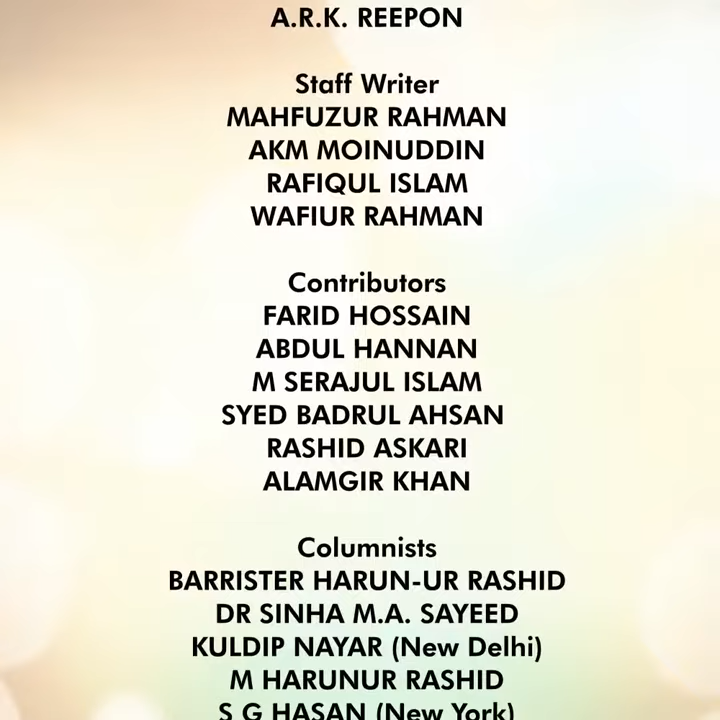 A.R.K. REEPON
Staff Writer
MAHFUZUR RAHMAN
AKM MOINUDDIN
RAFIQUL ISLAM
WAFIUR RAHMAN
Contributors
FARID HOSSAIN
ABDUL HANNAN
M SERAJUL ISLAM
SYED BADRUL AHSAN
RASHID ASKARI
ALAMGIR KHAN
Columnists
BARRISTER HARUN-UR RASHID
DR SINHA M.A. SAYEED
KULDIP NAYAR (New Delhi)
M HARUNUR RASHID
S G HASAN (New York)